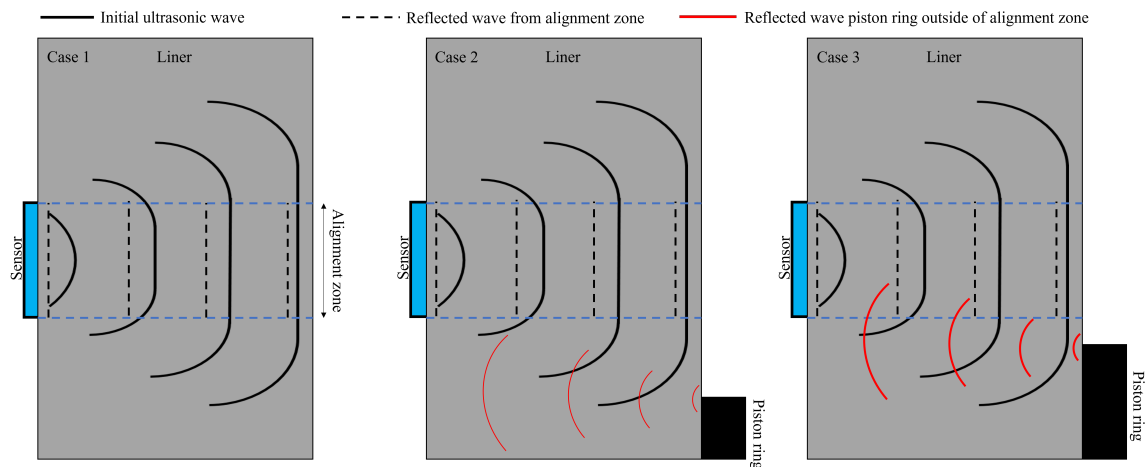 Initial ultrasonic wave
Reflected wave from alignment zone
Reflected wave piston ring outside of alignment zone
Case 1
Liner
Sensor
Alignment zone
Case 2
Liner
Sensor
Piston ring
Case 3
Liner
Sensor
Piston ring